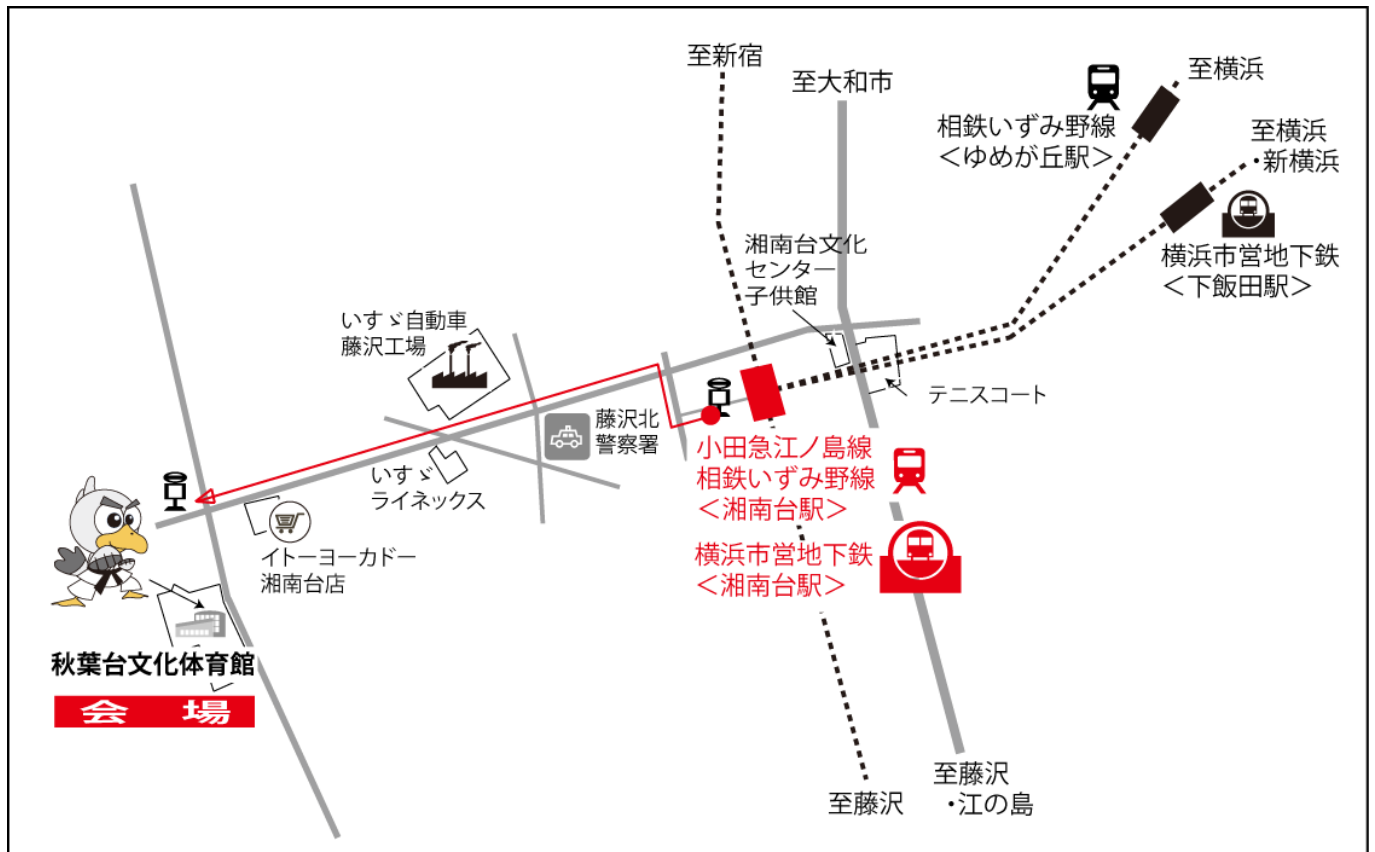 至新宿
至大和市
至横浜
相鉄いずみ野線
＜ゆめが丘駅＞
至横浜
・新横浜
横浜市営地下鉄
＜下飯田駅＞
湘南台文化
センター
子供館
いすゞ自動車
藤沢工場
テニスコート
藤沢北
警察署
小田急江ノ島線
相鉄いずみ野線
＜湘南台駅＞
いすゞ
ライネックス
横浜市営地下鉄
＜湘南台駅＞
イトーヨーカドー
湘南台店
秋葉台文化体育館
会場
至藤沢
至藤沢
・江の島